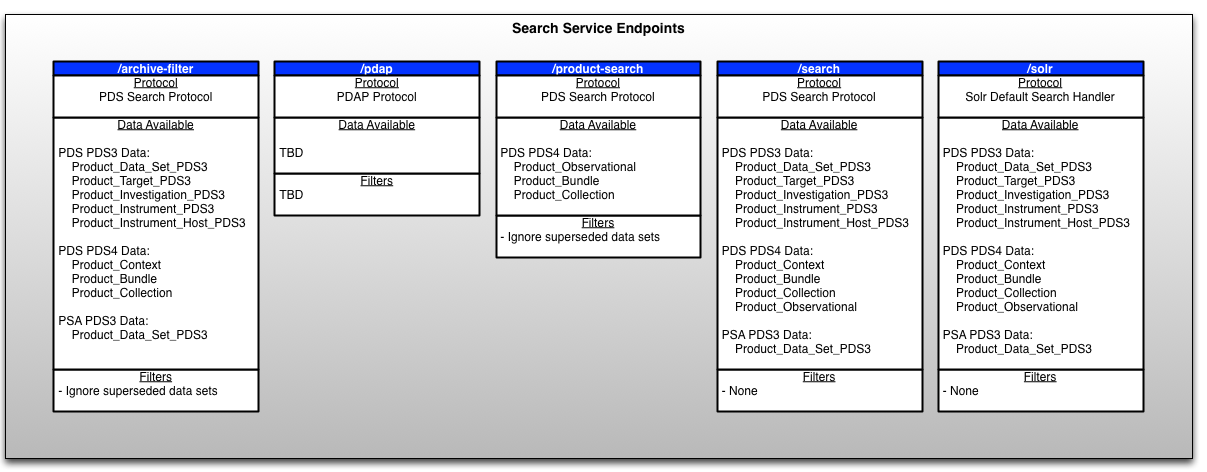 Search Service Endpoints
/archive-filter
Protocol
PDS Search Protocol
Data Available
PDS PDS3 Data:
Product_Data_Set_PDS3
Product_Target_PDS3
Product_Investigation_PDS3
Product_Instrument_PDS3
Product_Instrument_Host_PDS3
PDS PDS4 Data:
Product_Context
Product_Bundle
Product_Collection
PSA PDS3 Data:
Product_Data_Set_PDS3
Filters
- Ignore superseded data sets
/pdap
Protocol
PDAP Protocol
Data Available
TBD
Filters
TBD
/product-search
Protocol
PDS Search Protocol
Data Available
PDS PDS4 Data:
Product_Observational
Product_Bundle
Product_Collection
Filters
- Ignore superseded data sets
/search
Protocol
PDS Search Protocol
Data Available
PDS PDS3 Data:
Product_Data_Set_PDS3
Product_Target_PDS3
Product_Investigation_PDS3
Product_Instrument_PDS3
Product_Instrument_Host_PDS3
PDS PDS4 Data:
Product_Context
Product_Bundle
Product_Collection
Product_Observational
PSA PDS3 Data:
Product_Data_Set_PDS3
Filters
- None
/solr
Protocol
Solr Default Search Handler
Data Available
PDS PDS3 Data:
Product_Data_Set_PDS3
Product_Target_PDS3
Product_Investigation_PDS3
Product_Instrument_PDS3
Product_Instrument_Host_PDS3
PDS PDS4 Data:
Product_Context
Product_Bundle
Product_Collection
Product_Observational
PSA PDS3 Data:
Product_Data_Set_PDS3
Filters
- None